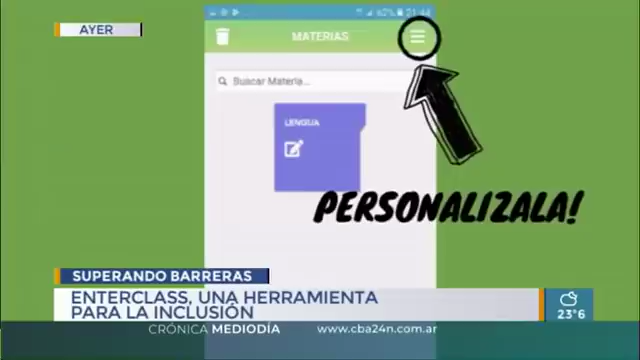 AYER
62% 21:44
MATERIAS
Buscar Materia...
LENGUA
PERSONALIZALA!
SUPERANDO BARRERAS
ENTERCLASS, UNA HERRAMIENTA
PARA LA INCLUSIÓN
23°6
CRÓNICA MEDIODÍA www.cba24n.com.ar